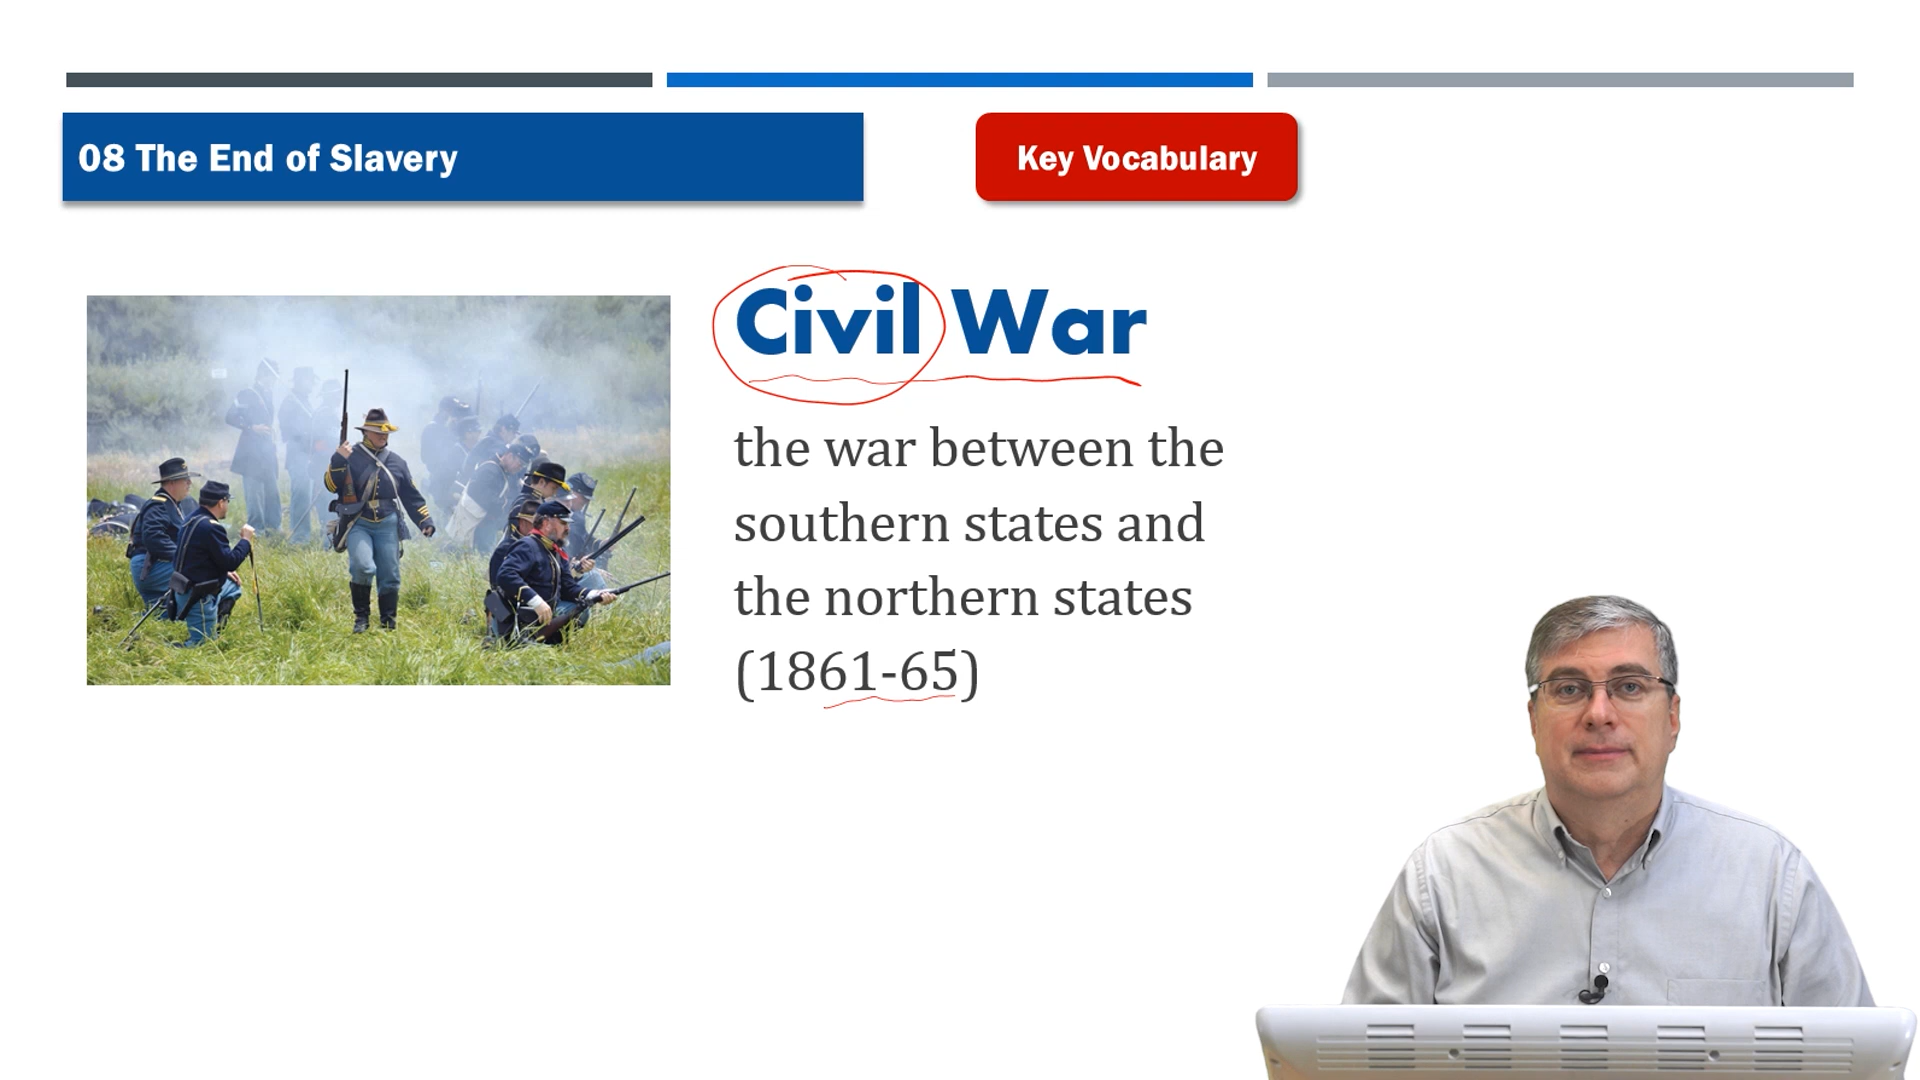 08 The End of Slavery
Key Vocabulary
Civil War
the war between the
southern states and
the northern states
(1861-65)